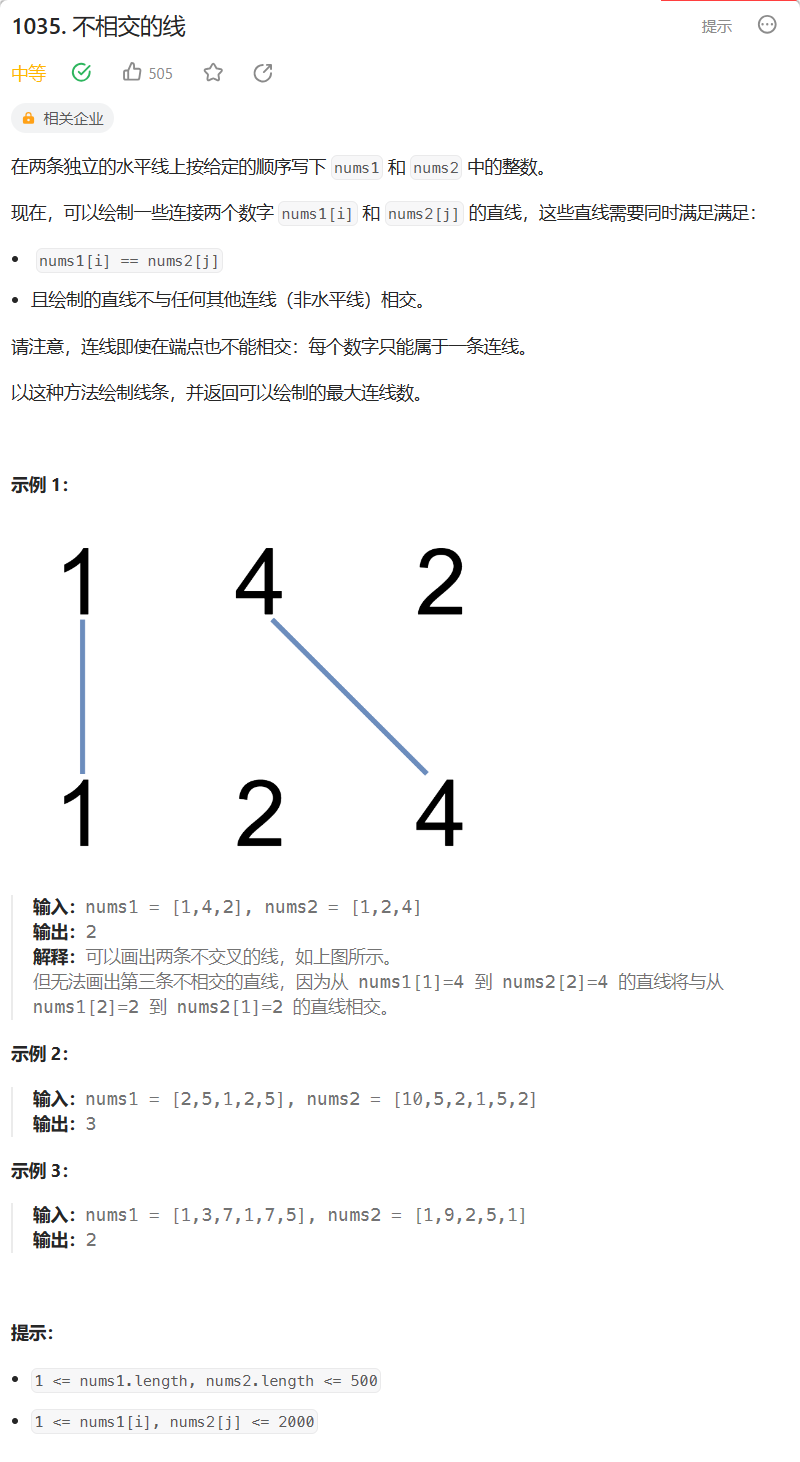 1035. 不相交的线
提示
中等
505
相关企业
在两条独立的水平线上按给定的顺序写下 nums1 和 nums2 中的整数。
现在，可以绘制一些连接两个数字 nums1[i] 和 nums2[j] 的直线，这些直线需要同时满足满足：
• nums1[i] == nums2[j]
• 且绘制的直线不与任何其他连线（非水平线）相交。
请注意，连线即使在端点也不能相交：每个数字只能属于一条连线。
以这种方法绘制线条，并返回可以绘制的最大连线数。
示例 1：
1 4 2
1 2 4
输入：nums1 = [1,4,2], nums2 = [1,2,4]
输出：2
解释：可以画出两条不交叉的线，如上图所示。
但无法画出第三条不相交的直线，因为从 nums1[1]=4 到 nums2[2]=4 的直线将与从
nums1[2]=2 到 nums2[1]=2 的直线相交。
示例 2：
输入：nums1 = [2,5,1,2,5], nums2 = [10,5,2,1,5,2]
输出：3
示例 3：
输入：nums1 = [1,3,7,1,7,5], nums2 = [1,9,2,5,1]
输出：2
提示：
• 1 <= nums1.length, nums2.length <= 500
• 1 <= nums1[i], nums2[j] <= 2000